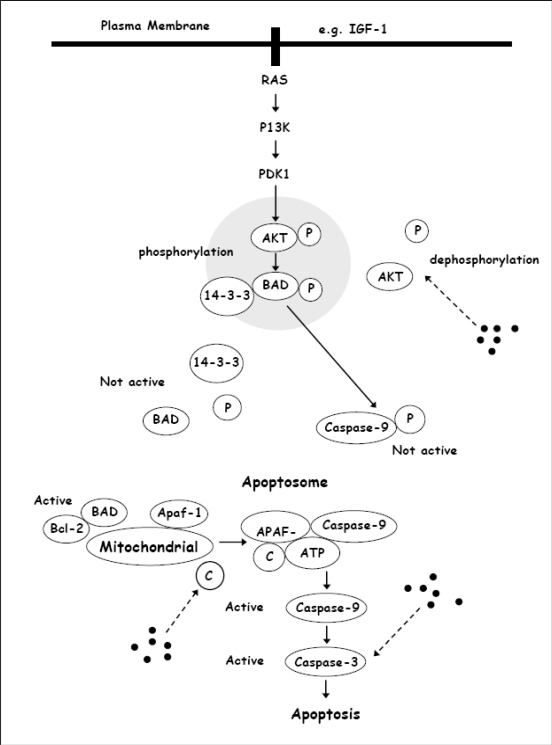 Plasma Membrane
e.g. IGF-1
RAS
P13K
PDK1
AKT
P
P
phosphorylation
dephosphorylation
AKT
BAD
P
14-3-3
14-3-3
Not active
P
BAD
P
Caspase-9
Not active
Apoptosome
Active
BAD
Apaf-1
Bcl-2
APAF-
Caspase-9
Mitochondrial
C
ATP
C
Active
Caspase-9
Active
Caspase-3
Apoptosis